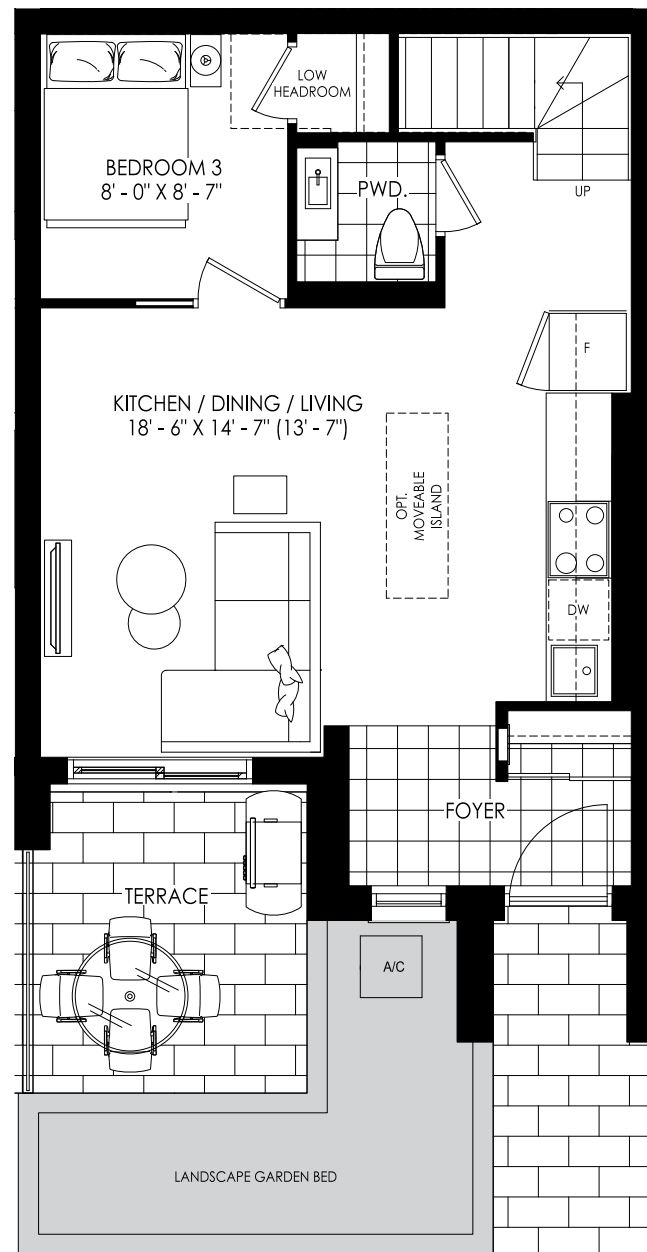 LOW
HEADROOM
BEDROOM 3
8' - 0" X 8' - 7"
PWD.
UP
F
KITCHEN / DINING / LIVING
18' - 6" X 14' - 7" (13' - 7")
OPT.
MOVEABLE
ISLAND
DW
FOYER
TERRACE
A/C
LANDSCAPE GARDEN BED